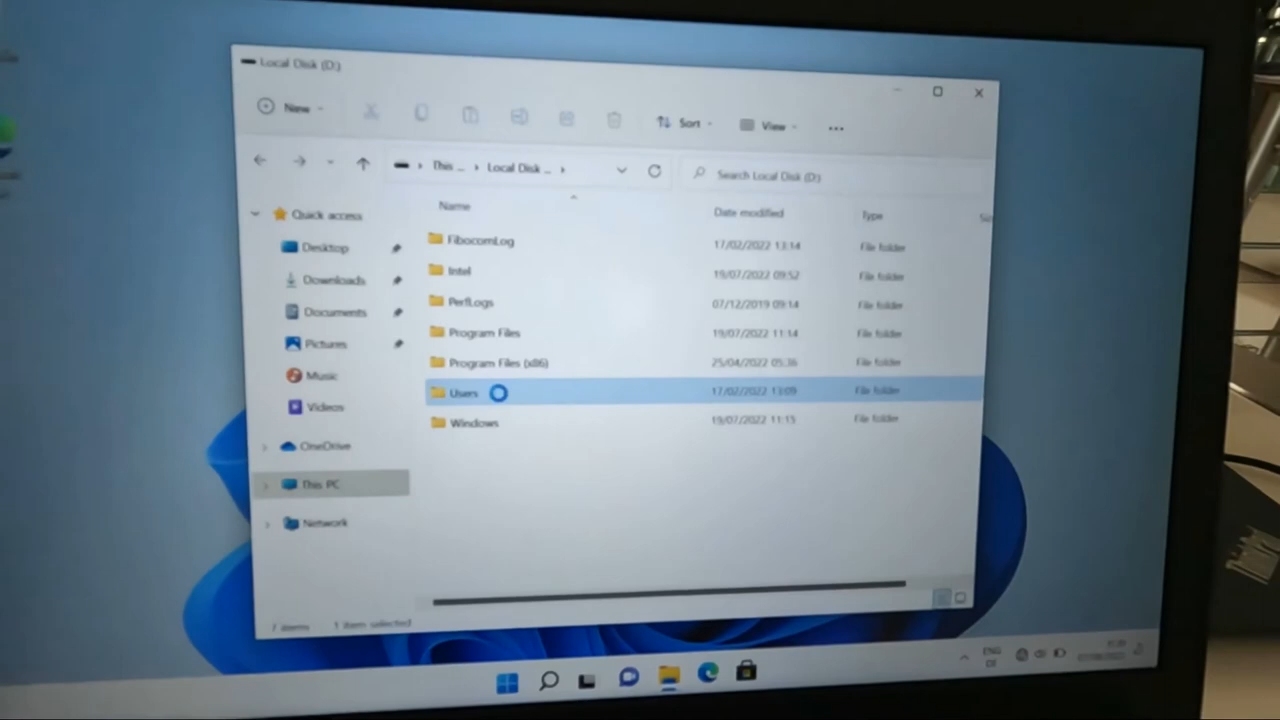 Local Disk (D:)
New
Sort
View
This ...
Local Disk ...
Search Local Disk (D:)
Name Date modified Type
Quick access
Desktop
Downloads
Documents
Pictures
Music
Videos
OneDrive
This PC
Network
FibocomLog 17/02/2022 13:14 File folder
Intel 19/07/2022 09:52 File folder
PerfLogs 07/12/2019 09:14 File folder
Program Files 19/07/2022 11:14 File folder
Program Files (x86) 25/04/2022 05:36 File folder
Users 17/02/2022 13:09 File folder
Windows 19/07/2022 11:15 File folder
7 items 1 item selected
ENG